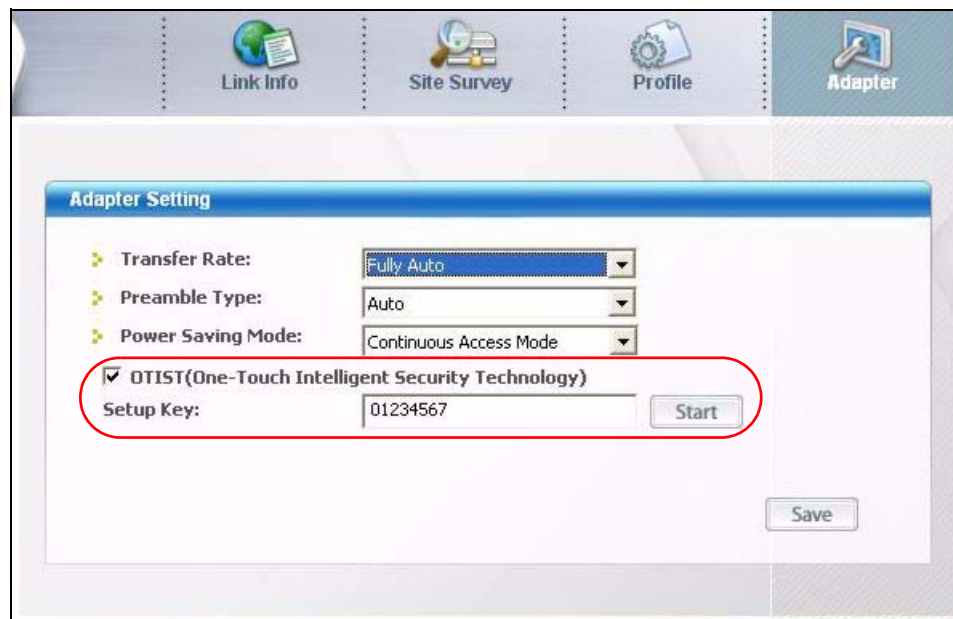 Link Info
Site Survey
Profile
Adapter
Adapter Setting
Transfer Rate:
Fully Auto
Preamble Type:
Auto
Power Saving Mode:
Continuous Access Mode
OTIST(One-Touch Intelligent Security Technology)
Setup Key:
01234567
Start
Save